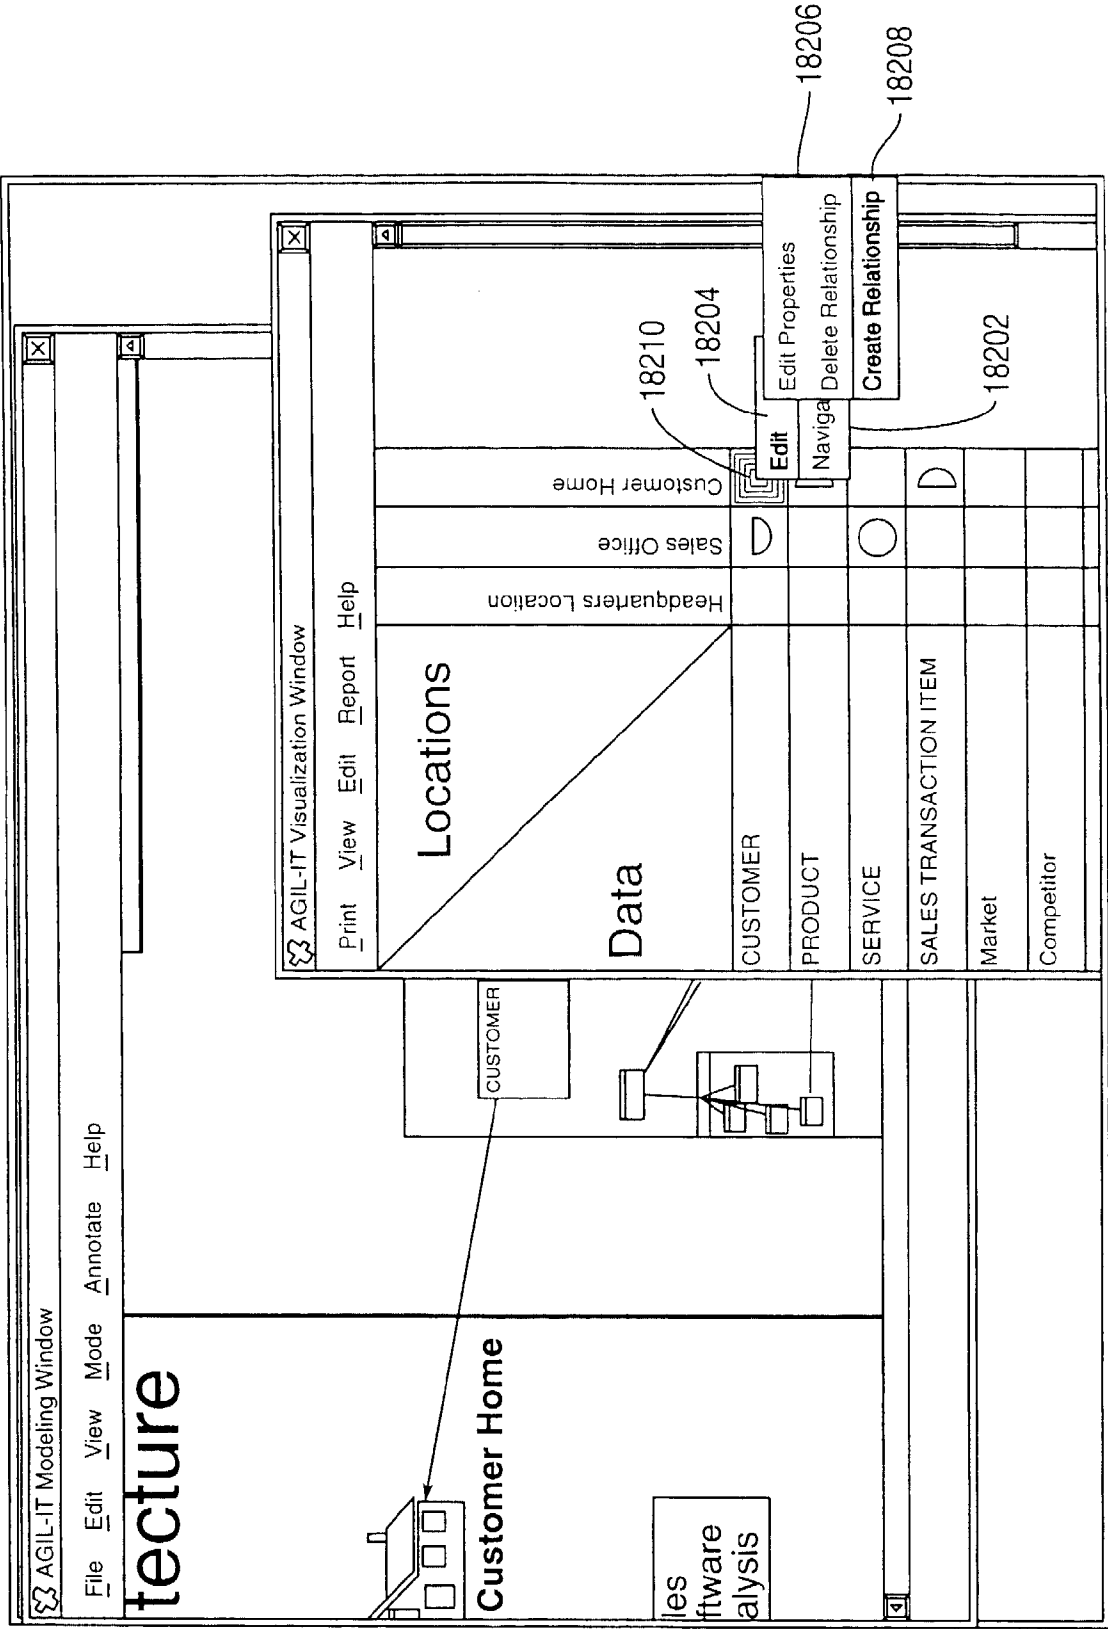 AGIL-IT Modeling Window
File Edit View Mode Annotate Help
tecture
Customer Home
les
ftware
alysis
CUSTOMER
AGIL-IT Visualization Window
Print View Edit Report Help
Locations
Data
Headquarters Location
Sales Office
Customer Home
CUSTOMER
PRODUCT
SERVICE
SALES TRANSACTION ITEM
Market
Competitor
Edit
Naviga
Edit Properties
Delete Relationship
Create Relationship
18210
18204
18202
18206
18208